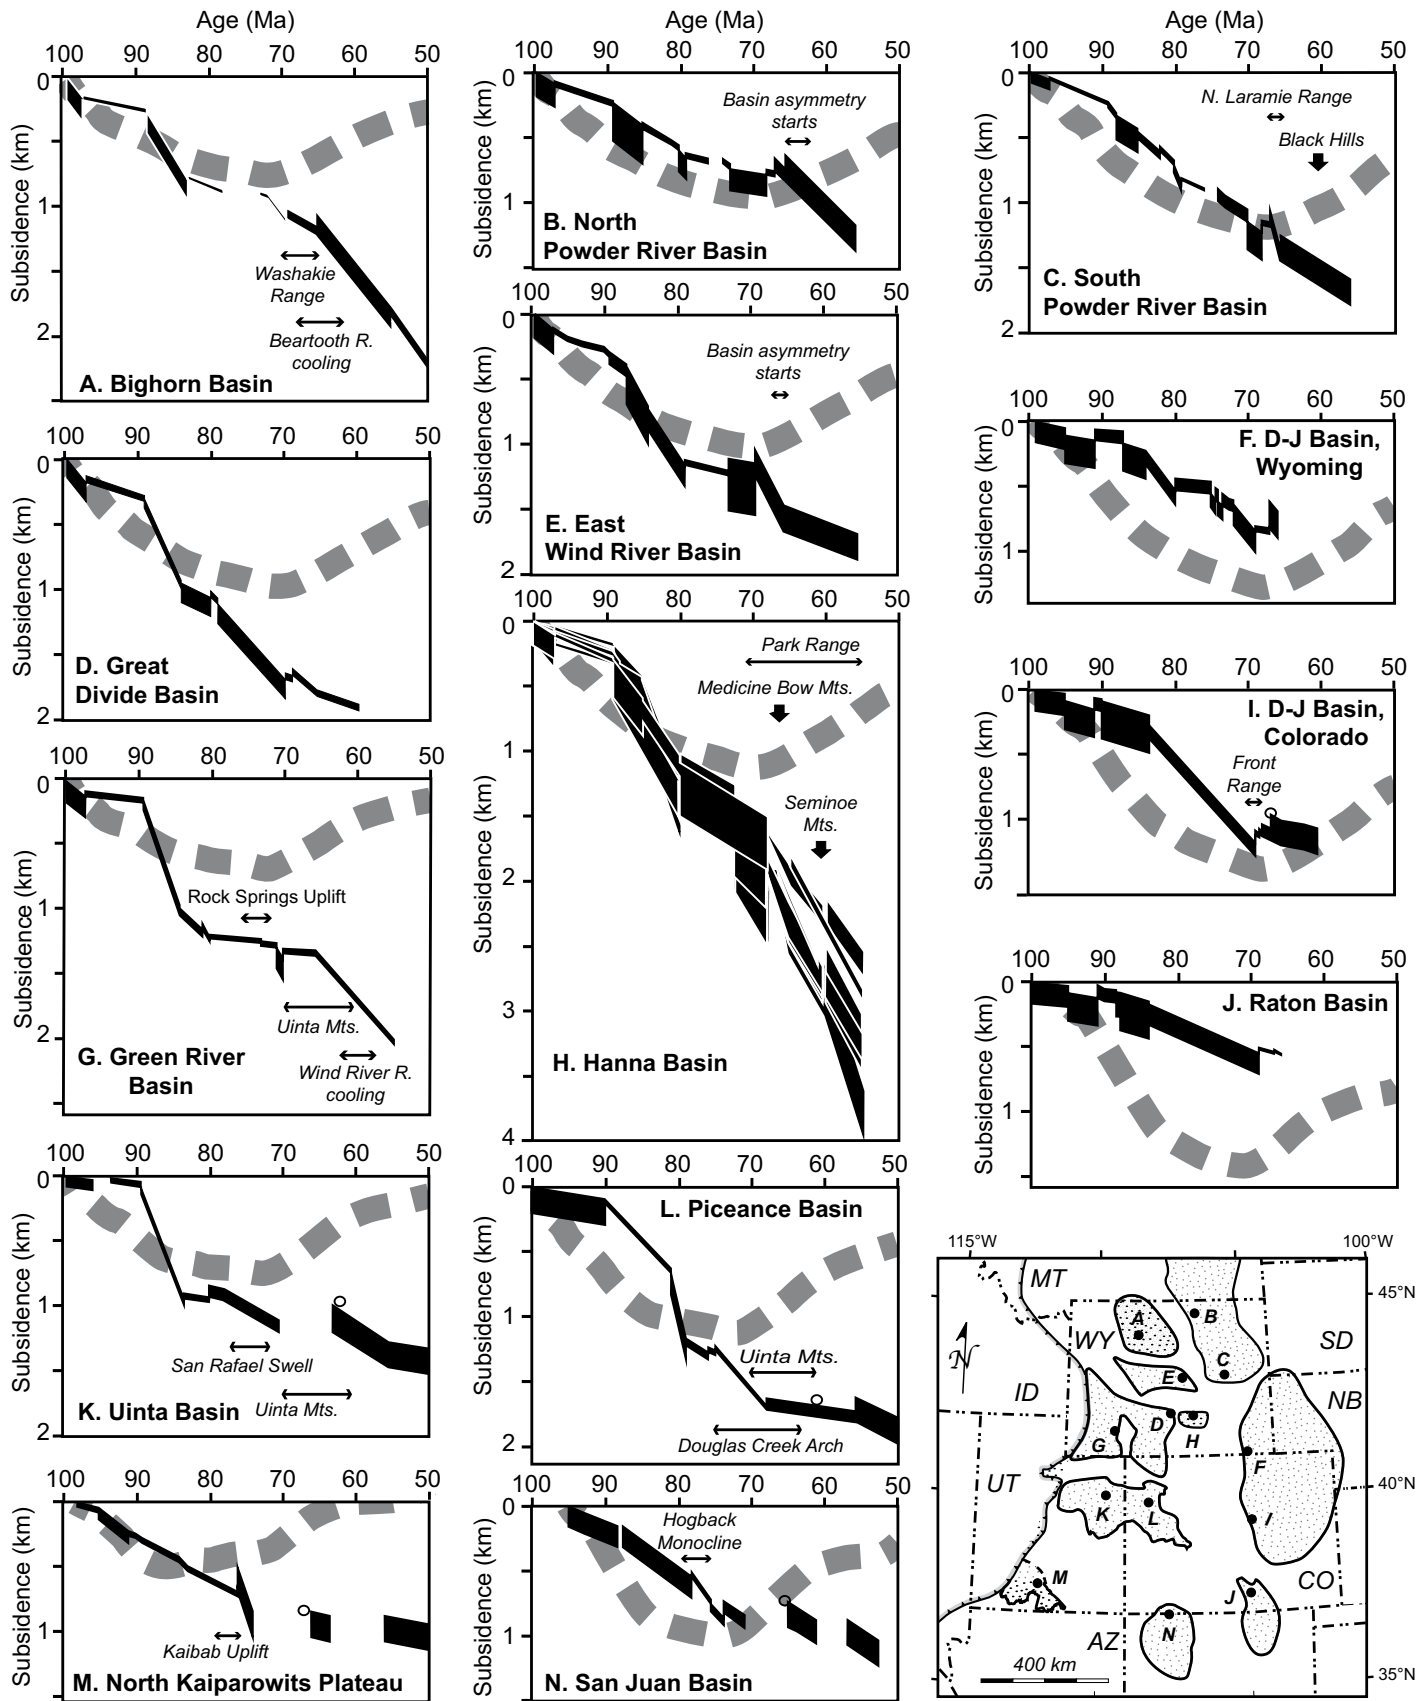 Age (Ma)
Age (Ma)
Age (Ma)
100 90 80 70 60 50
0
1
2
Subsidence (km)
Washakie
Range
Beartooth R.
cooling
A. Bighorn Basin
100 90 80 70 60 50
0
1
Subsidence (km)
Basin asymmetry
starts
B. North
Powder River Basin
100 90 80 70 60 50
0
1
2
Subsidence (km)
N. Laramie Range
Black Hills
C. South
Powder River Basin
100 90 80 70 60 50
0
1
2
Subsidence (km)
D. Great
Divide Basin
100 90 80 70 60 50
0
1
2
Subsidence (km)
Basin asymmetry
starts
E. East
Wind River Basin
100 90 80 70 60 50
0
1
Subsidence (km)
F. D-J Basin,
Wyoming
100 90 80 70 60 50
0
1
2
Subsidence (km)
Rock Springs Uplift
Uinta Mts.
Wind River R.
cooling
G. Green River
Basin
100 90 80 70 60 50
0
1
2
3
4
Subsidence (km)
Park Range
Medicine Bow Mts.
Seminoe
Mts.
H. Hanna Basin
100 90 80 70 60 50
0
1
Subsidence (km)
I. D-J Basin,
Colorado
Front
Range
100 90 80 70 60 50
0
1
Subsidence (km)
J. Raton Basin
100 90 80 70 60 50
0
1
2
Subsidence (km)
San Rafael Swell
Uinta Mts.
K. Uinta Basin
100 90 80 70 60 50
0
1
2
Subsidence (km)
L. Piceance Basin
Uinta Mts.
Douglas Creek Arch
100 90 80 70 60 50
0
1
Subsidence (km)
Kaibab Uplift
M. North Kaiparowits Plateau
100 90 80 70 60 50
0
1
Subsidence (km)
Hogback
Monocline
N. San Juan Basin
115°W 100°W
MT
45°N
A B
WY SD
C
N E
ID NB
D
G H
F
UT 40°N
K L I
M J CO
N
AZ
400 km
35°N